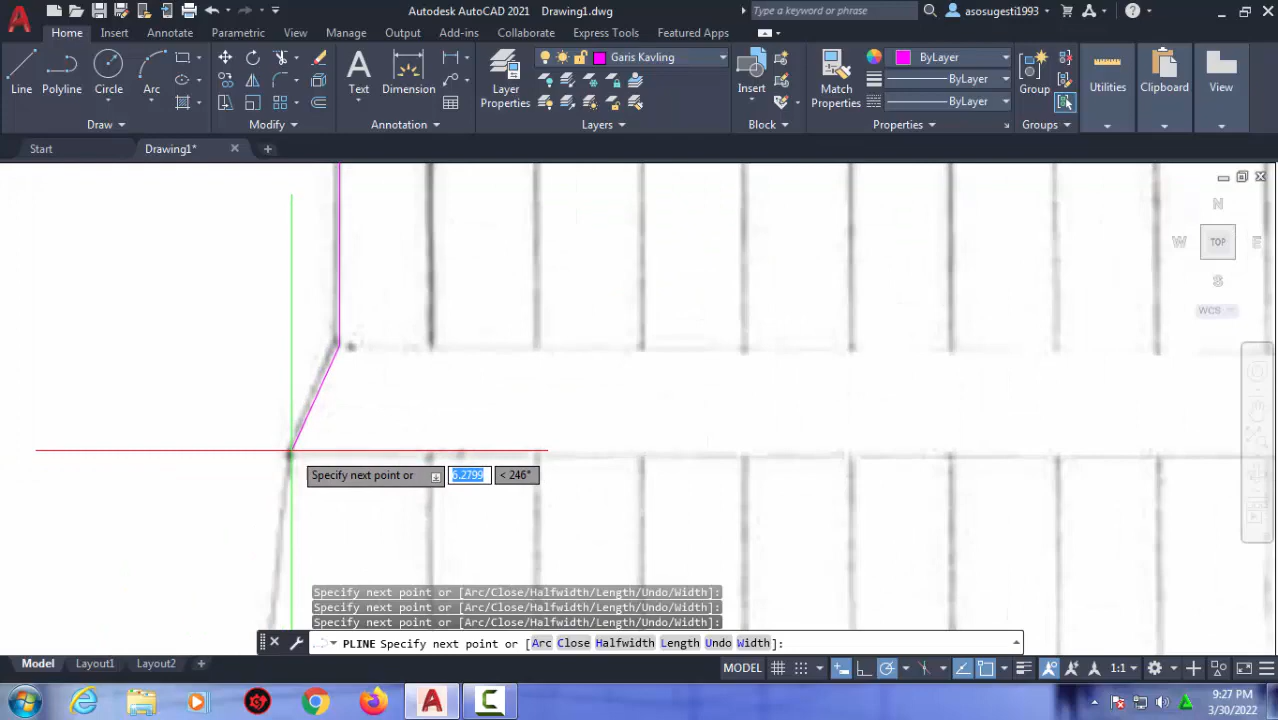 Autodesk AutoCAD 2021 Drawing1.dwg
Type a keyword or phrase
asosugesti1993
Home Insert Annotate Parametric View Manage Output Add-ins Collaborate Express Tools Featured Apps
Line
Polyline
Circle
Arc
Text
Dimension
Layer
Properties
Garis Kavling
Insert
Match
Properties
ByLayer
ByLayer
ByLayer
Group
Utilities
Clipboard
View
Draw Modify Annotation Layers Block Properties Groups
Start Drawing1*
N
W TOP E
S
WCS
Specify next point or 6.2799 < 246°
Specify next point or [Arc/Close/Halfwidth/Length/Undo/Width]:
Specify next point or [Arc/Close/Halfwidth/Length/Undo/Width]:
Specify next point or [Arc/Close/Halfwidth/Length/Undo/Width]:
PLINE Specify next point or [Arc Close Halfwidth Length Undo Width]:
Model Layout1 Layout2 +
MODEL 1:1
9:27 PM
3/30/2022